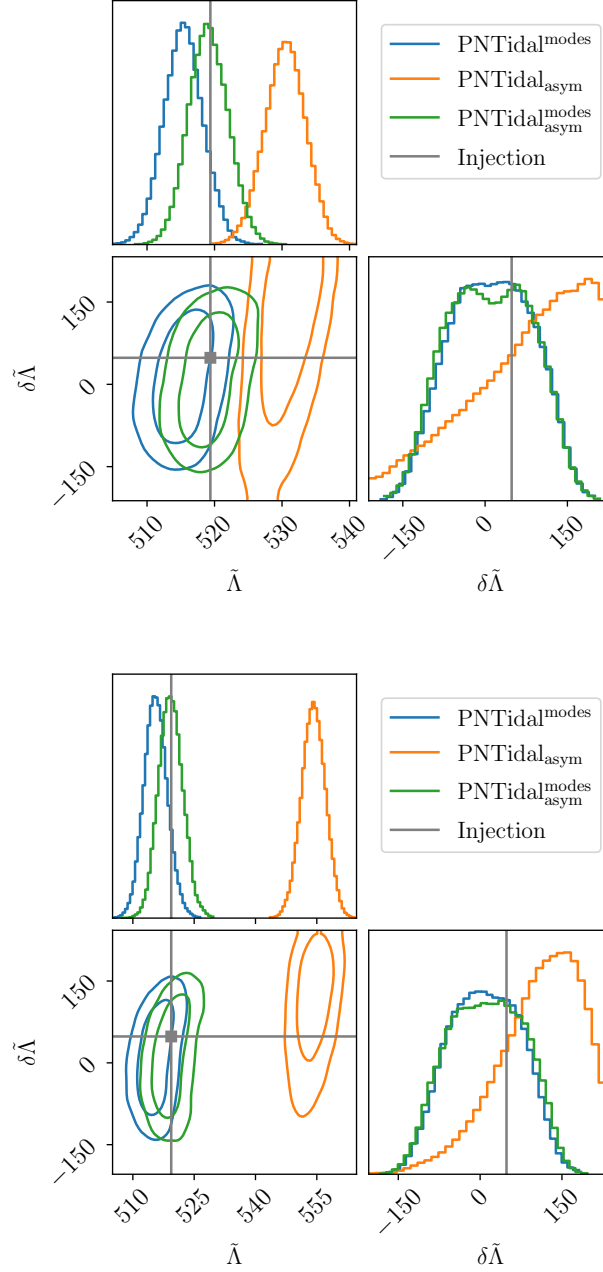 PNTidal^modes
PNTidal_asym
PNTidal^modes_asym
Injection
150
0
−150
δΛ̃
510
520
530
540
Λ̃
−150
0
150
δΛ̃
PNTidal^modes
PNTidal_asym
PNTidal^modes_asym
Injection
150
0
−150
δΛ̃
510
525
540
555
Λ̃
−150
0
150
δΛ̃